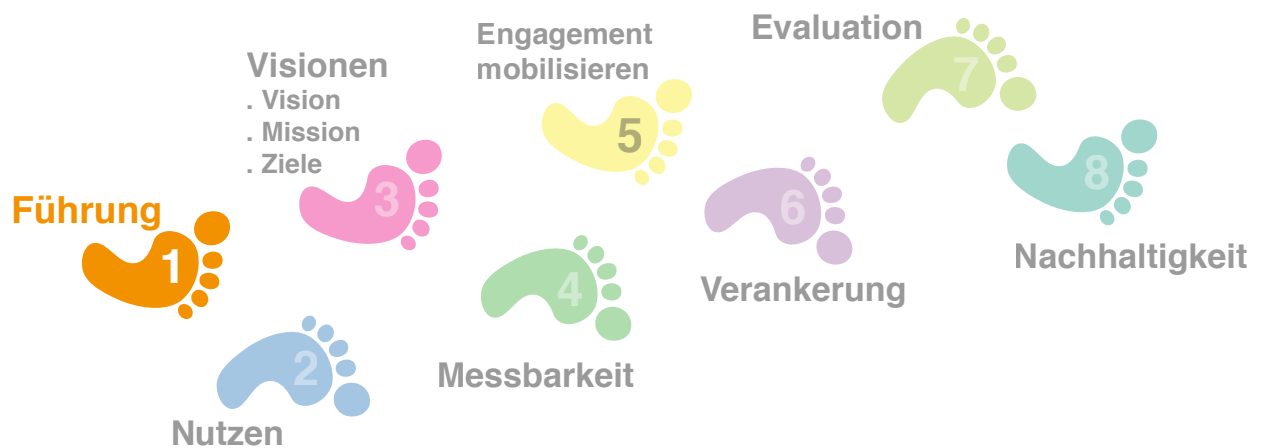 Führung
1
2
Nutzen
Visionen
. Vision
. Mission
. Ziele
3
4
Messbarkeit
Engagement
mobilisieren
5
6
Verankerung
Evaluation
7
8
Nachhaltigkeit